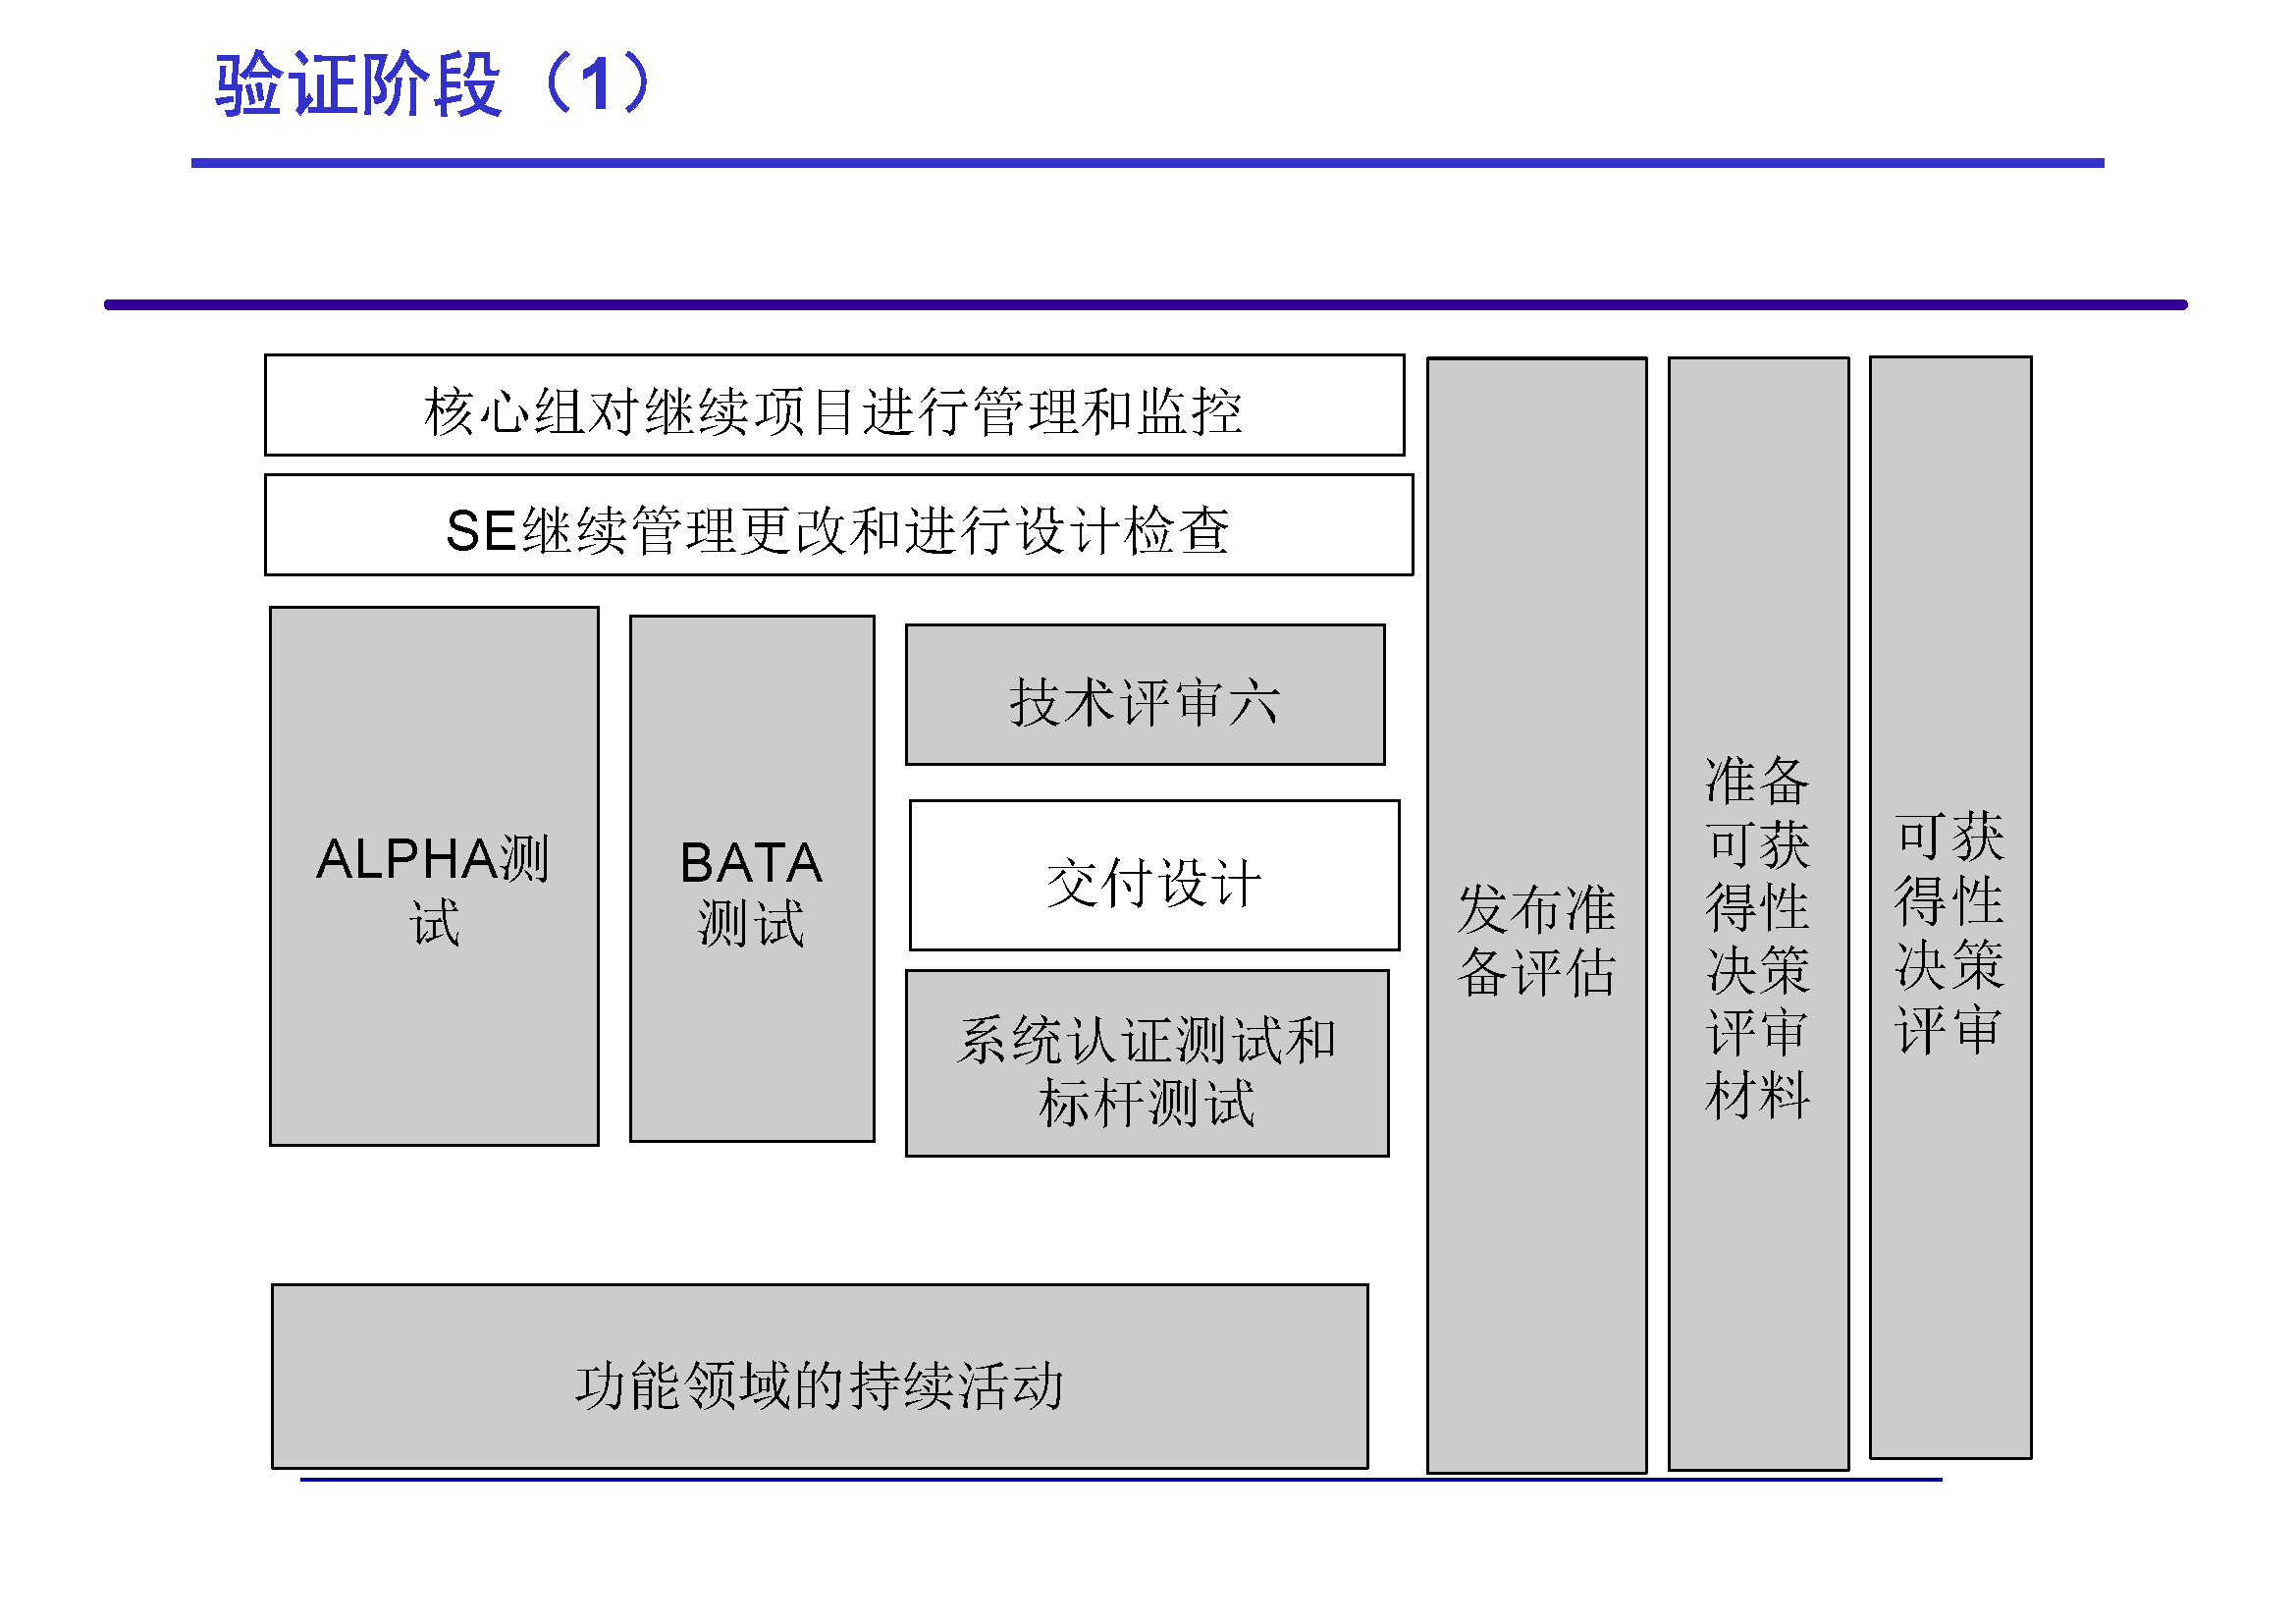 验证阶段（1）
核心组对继续项目进行管理和监控
SE继续管理更改和进行设计检查
ALPHA测
试
BATA
测试
技术评审六
交付设计
系统认证测试和
标杆测试
功能领域的持续活动
发布准
备评估
准备
可获
得性
决策
评审
材料
可获
得性
决策
评审